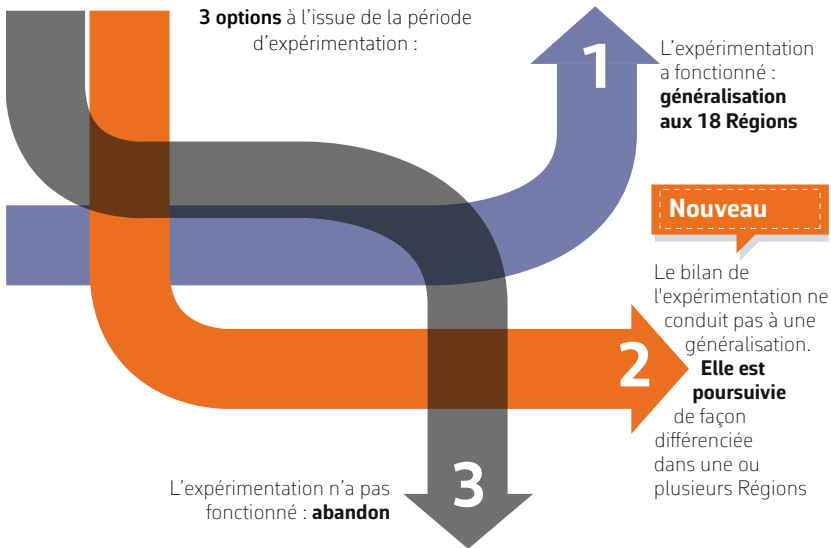 3 options à l’issue de la période
d’expérimentation :
1
L’expérimentation
a fonctionné :
généralisation
aux 18 Régions
Nouveau
Le bilan de
l'expérimentation ne
conduit pas à une
généralisation.
Elle est
poursuivie
de façon
différenciée
dans une ou
plusieurs Régions
2
3
L’expérimentation n’a pas
fonctionné : abandon